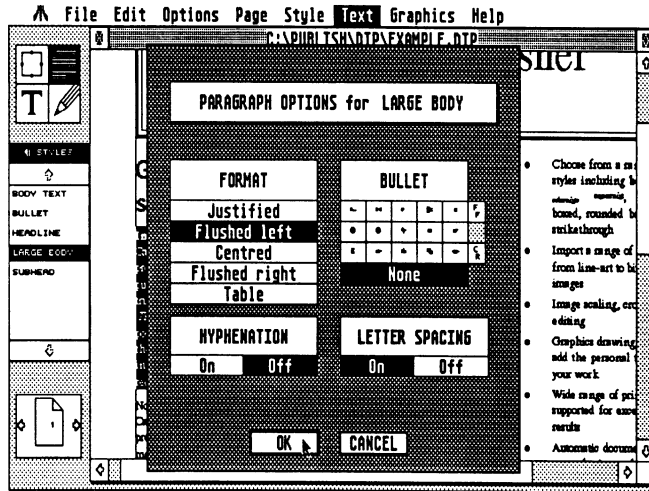 File Edit Options Page Style Text Graphics Help
C:\PUBLISH\DTP\EXAMPLE.DTP
sher
T
PARAGRAPH OPTIONS for LARGE BODY
¶ STYLES
BODY TEXT
BULLET
HEADLINE
LARGE BODY
SUBHEAD
1
FORMAT
Justified
Flushed left
Centred
Flushed right
Table
BULLET
None
HYPHENATION
On Off
LETTER SPACING
On Off
OK CANCEL
• Choose from a
styles including
boxed, rounded
strikethrough
• Import a range of
from line-art to
images
• Image scaling,
editing
• Graphics drawing
add the personal
your work
• Wide range of
supported for
results
• Automatic